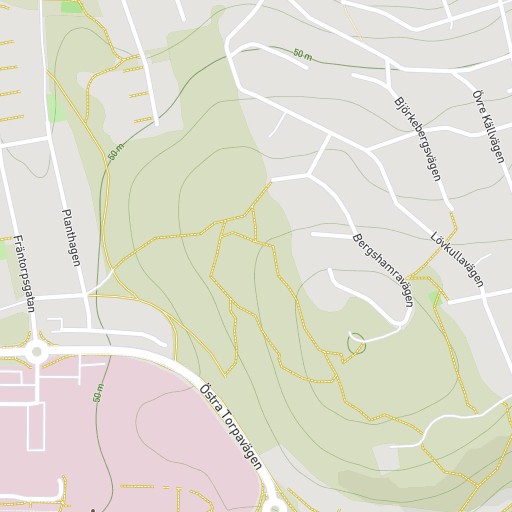 50 m
Övre Källvägen
Björkebergsvägen
50 m
Planthagen
Fräntorpsgatan
Lövkullavägen
Bergshamravägen
50 m
Östra Torpavägen